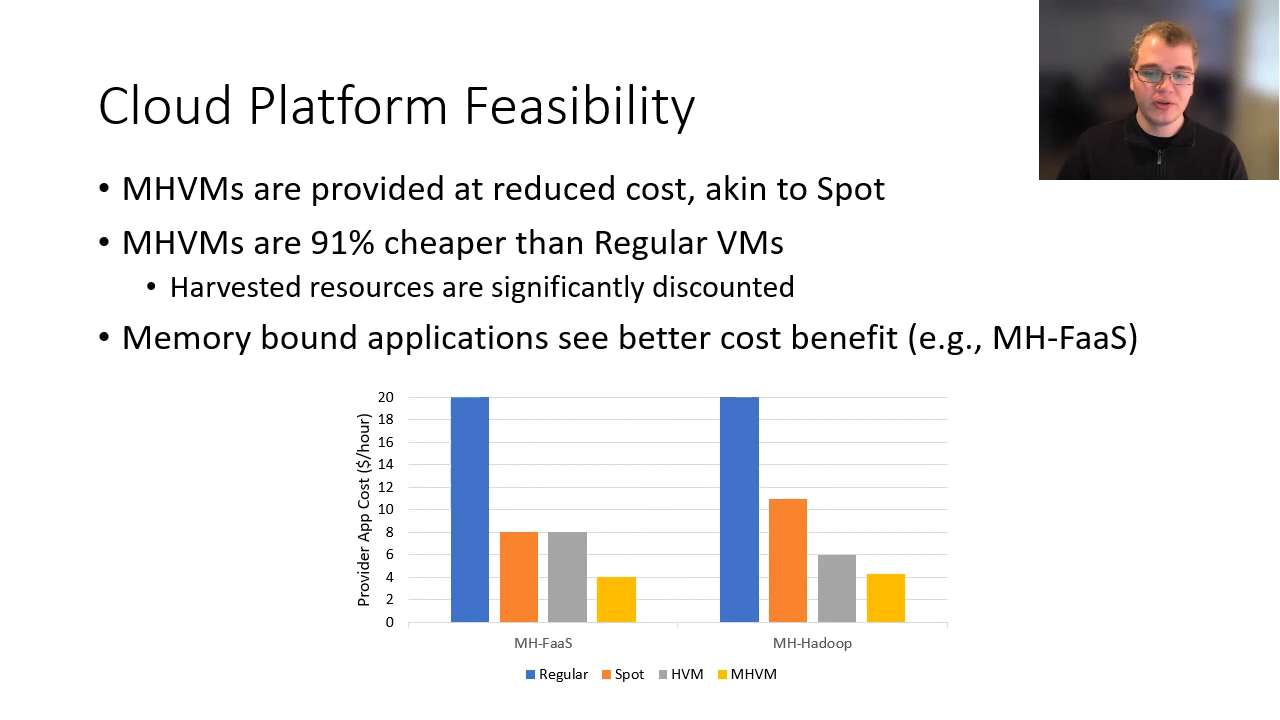 Cloud Platform Feasibility
• MHVMs are provided at reduced cost, akin to Spot
• MHVMs are 91% cheaper than Regular VMs
• Harvested resources are significantly discounted
• Memory bound applications see better cost benefit (e.g., MH-FaaS)
Provider App Cost ($/hour)
20
18
16
14
12
10
8
6
4
2
0
MH-FaaS MH-Hadoop
Regular Spot HVM MHVM